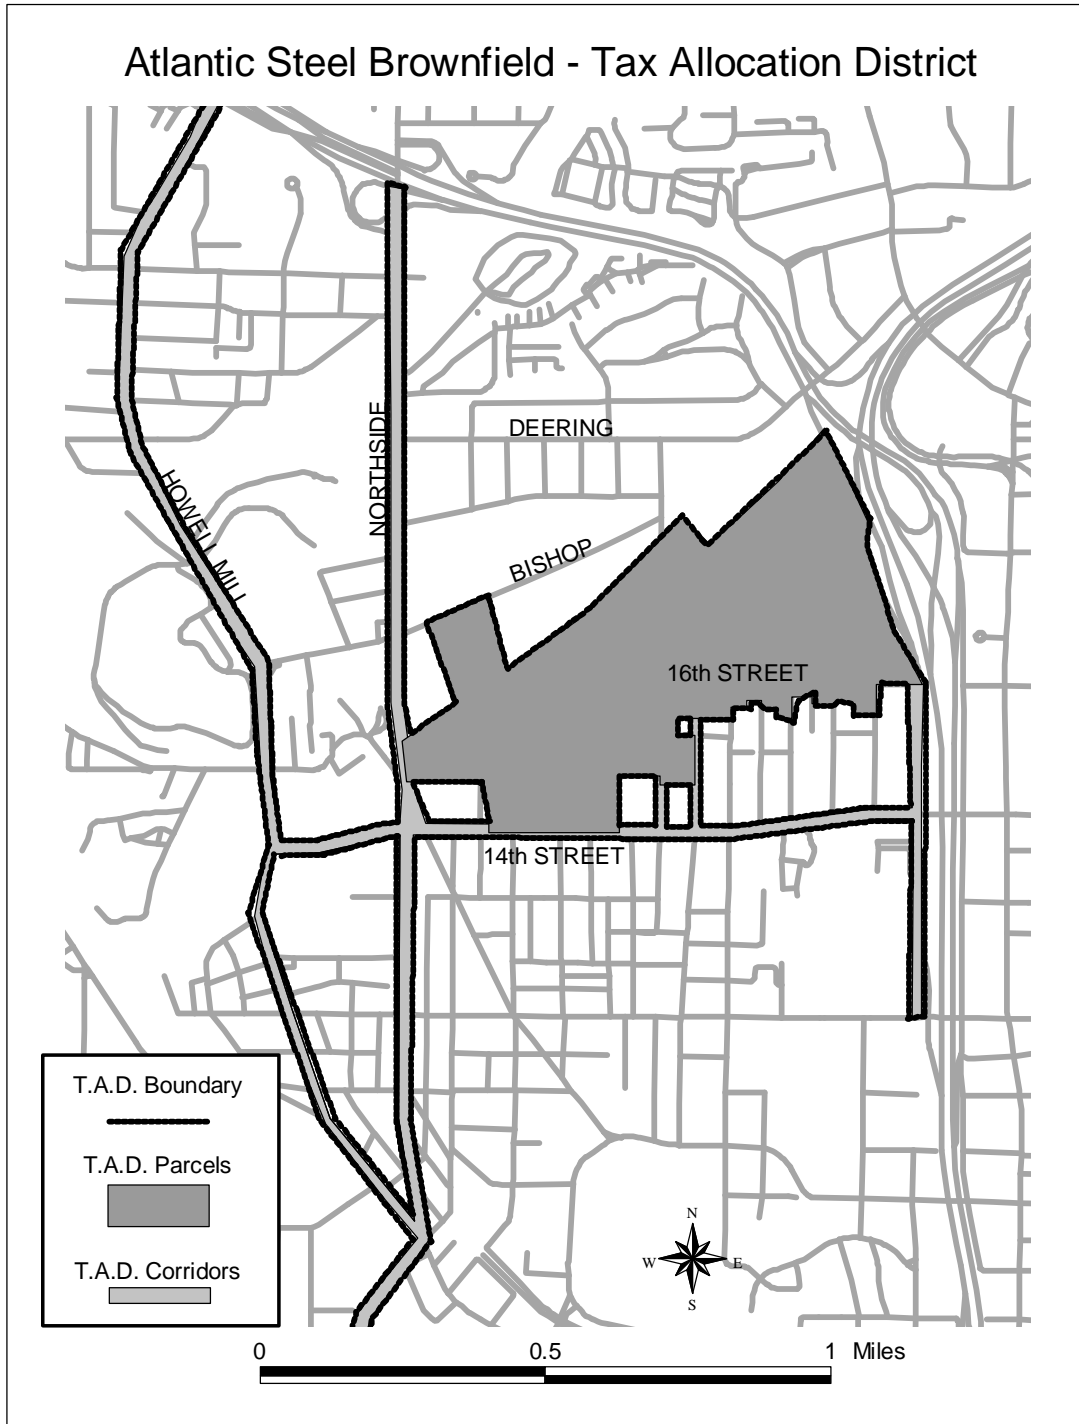 Atlantic Steel Brownfield - Tax Allocation District
NORTHSIDE
DEERING
HOWELL MILL
BISHOP
16th STREET
14th STREET
T.A.D. Boundary
T.A.D. Parcels
T.A.D. Corridors
N
W
E
S
0
0.5
1 Miles